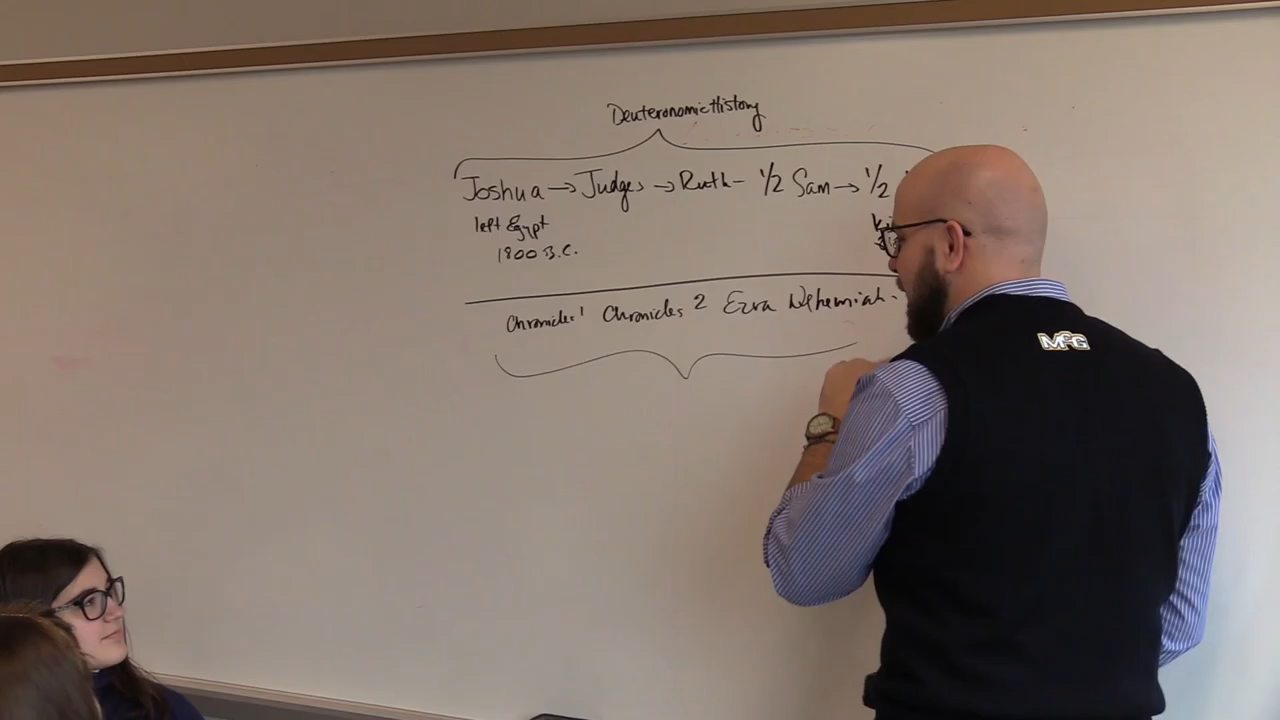 Deuteronomic History
Joshua → Judges → Ruth - 1/2 Sam → 1/2
left Egypt
1800 B.C.
Chronicles 1 Chronicles 2 Ezra Nehemiah
MCG